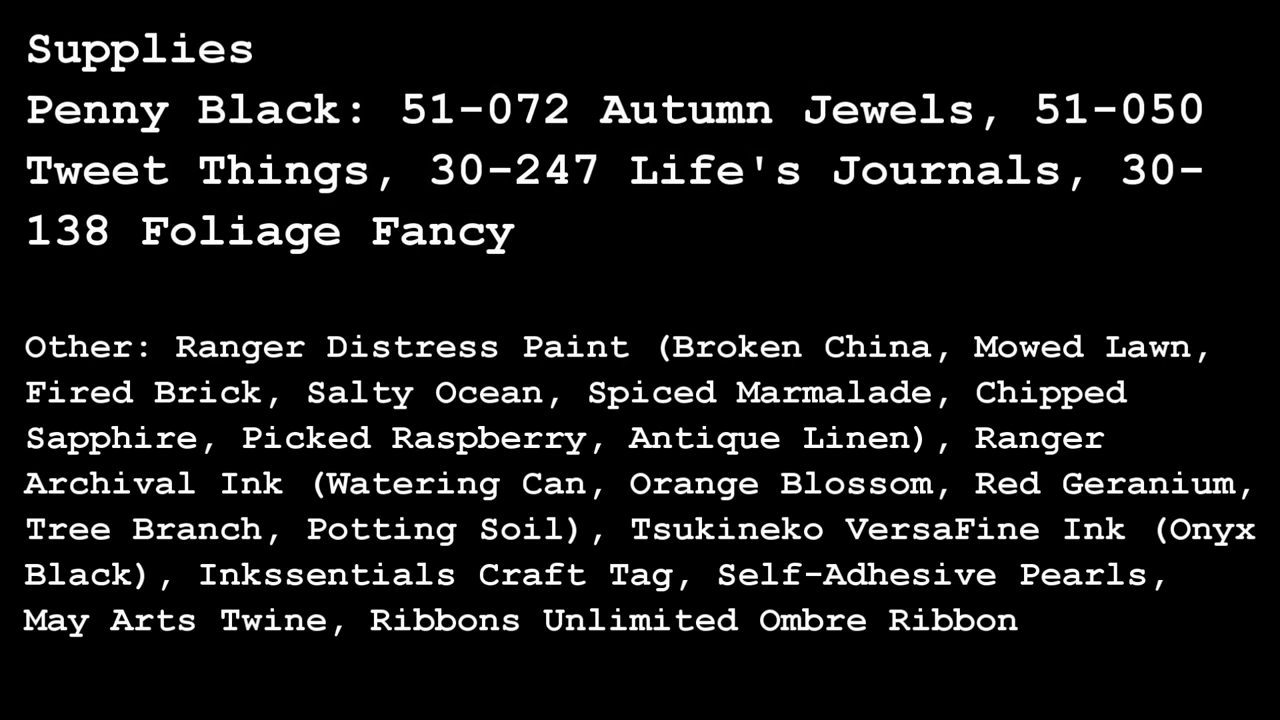 Supplies
Penny Black: 51-072 Autumn Jewels, 51-050
Tweet Things, 30-247 Life's Journals, 30-
138 Foliage Fancy
Other: Ranger Distress Paint (Broken China, Mowed Lawn,
Fired Brick, Salty Ocean, Spiced Marmalade, Chipped
Sapphire, Picked Raspberry, Antique Linen), Ranger
Archival Ink (Watering Can, Orange Blossom, Red Geranium,
Tree Branch, Potting Soil), Tsukineko VersaFine Ink (Onyx
Black), Inkssentials Craft Tag, Self-Adhesive Pearls,
May Arts Twine, Ribbons Unlimited Ombre Ribbon